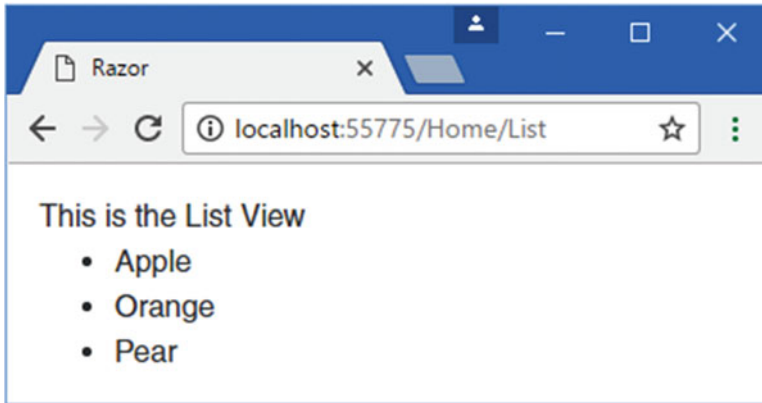 Razor
localhost:55775/Home/List
This is the List View
• Apple
• Orange
• Pear